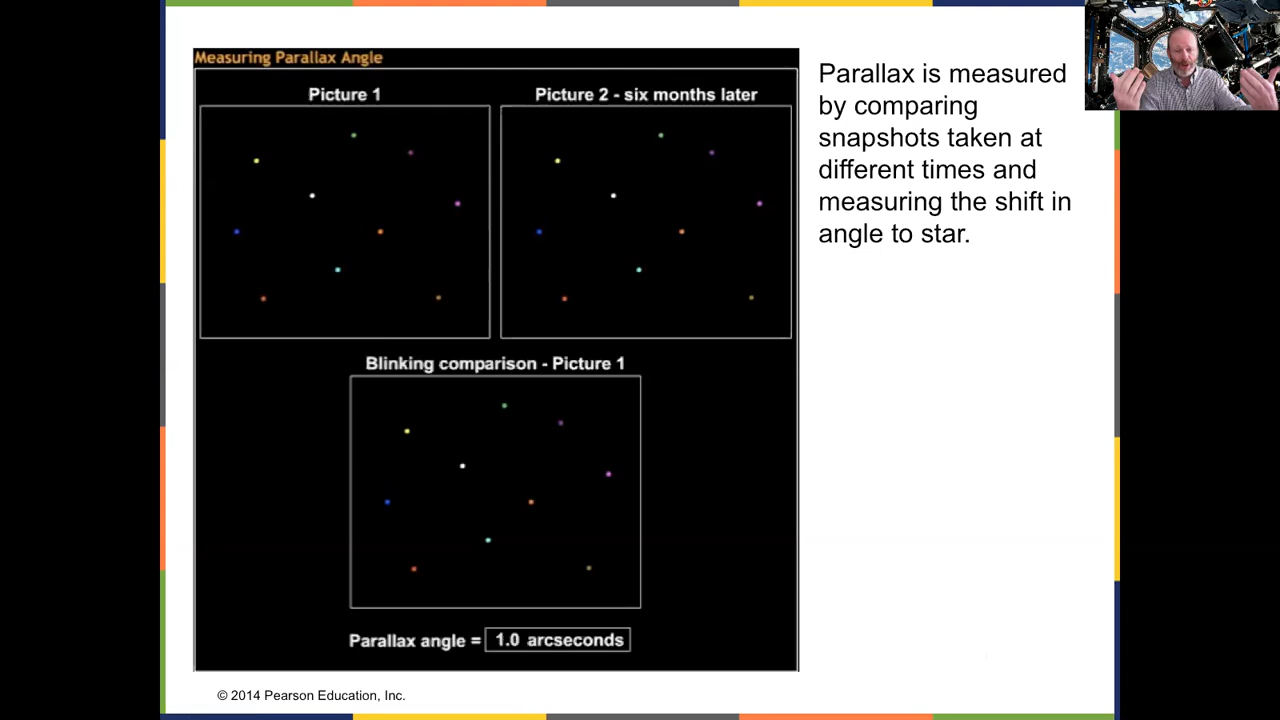 Measuring Parallax Angle
Picture 1
Picture 2 - six months later
Blinking comparison - Picture 1
Parallax angle = 1.0 arcseconds
Parallax is measured
by comparing
snapshots taken at
different times and
measuring the shift in
angle to star.
© 2014 Pearson Education, Inc.